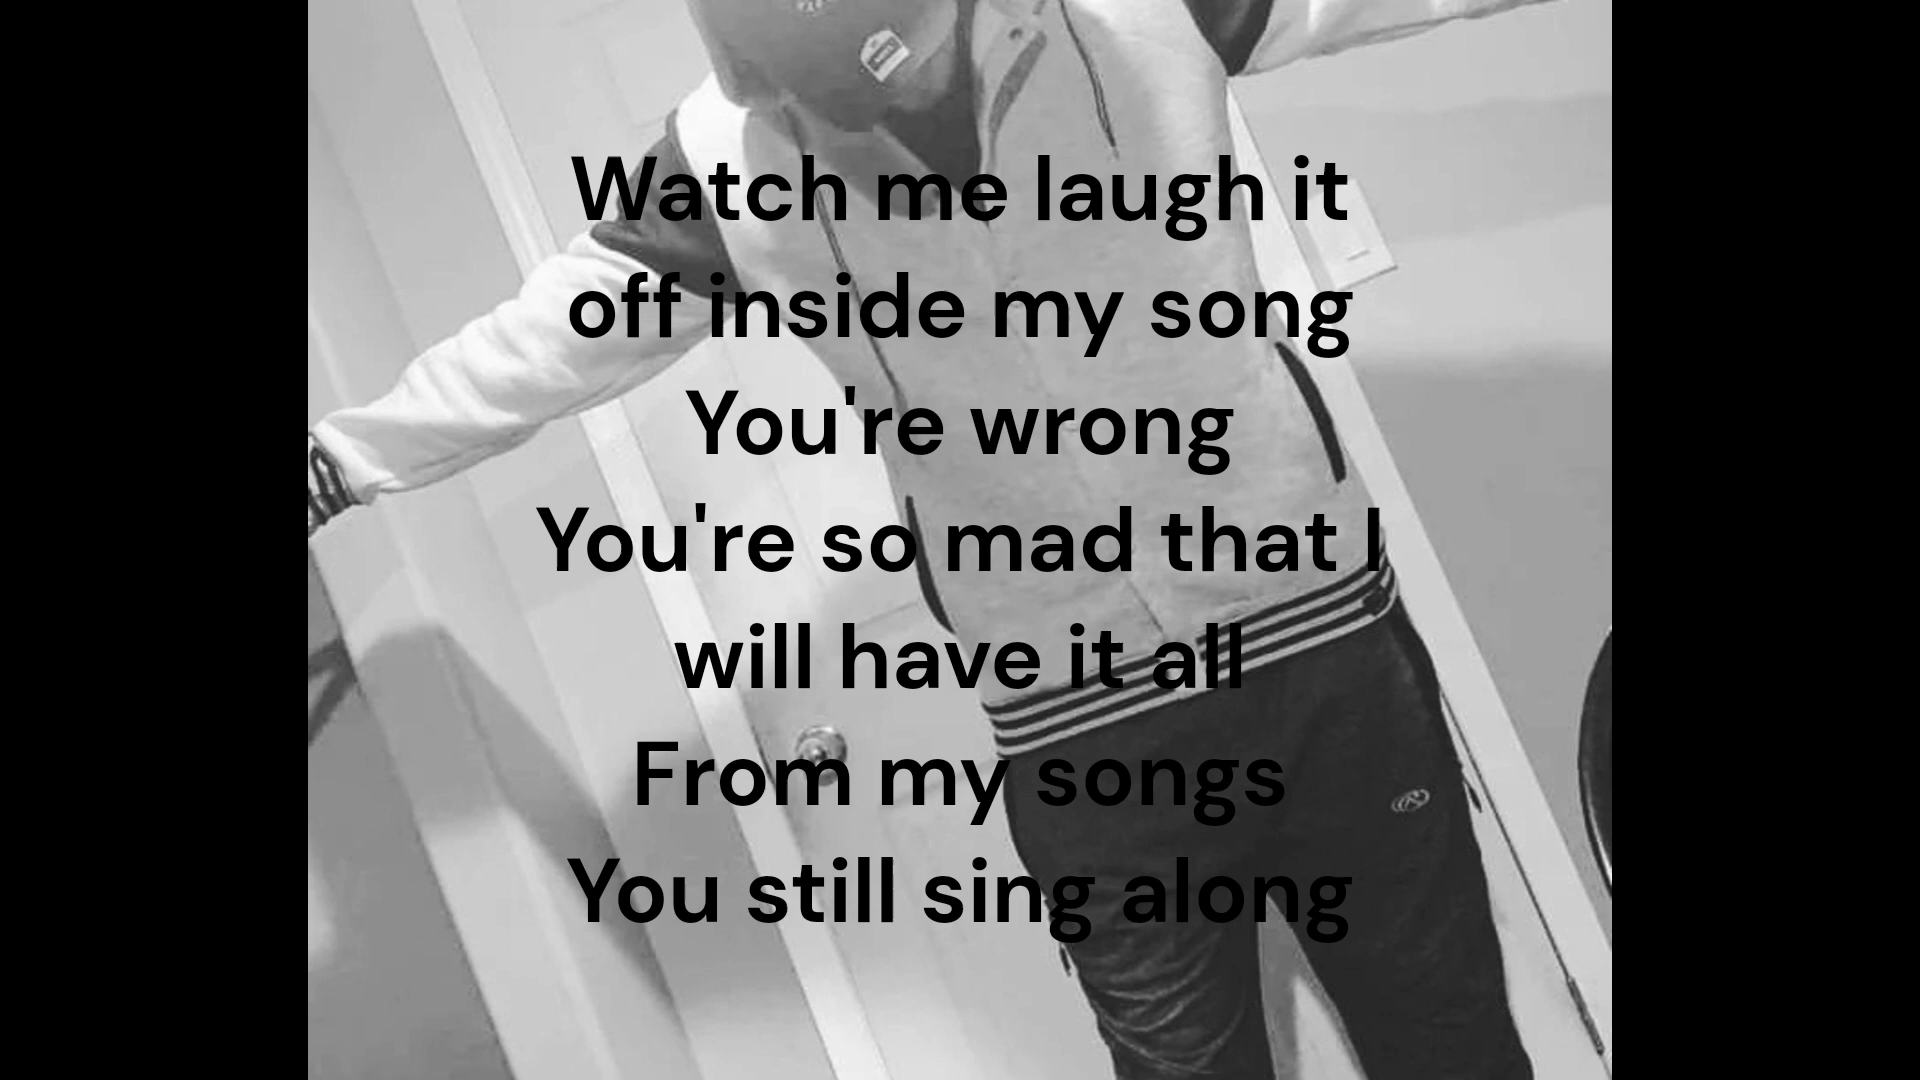 Watch me laugh it
off inside my song
You're wrong
You're so mad that I
will have it all
From my songs
You still sing along